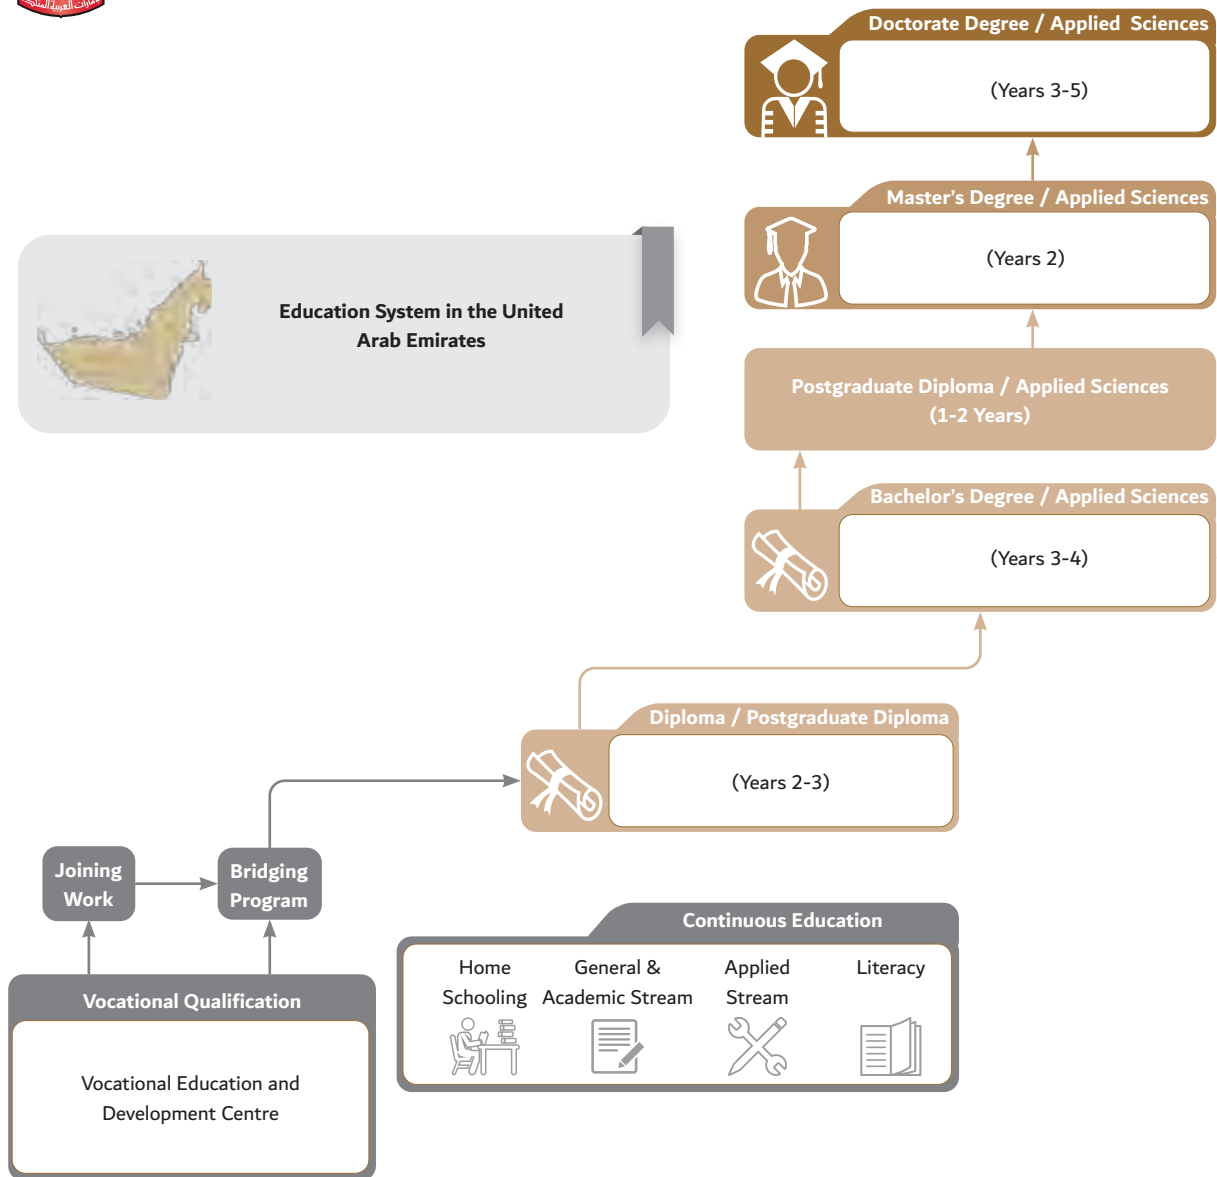 الإمارات العربية المتحدة
Doctorate Degree / Applied Sciences
(Years 3-5)
Master's Degree / Applied Sciences
(Years 2)
Education System in the United
Arab Emirates
Postgraduate Diploma / Applied Sciences
(1-2 Years)
Bachelor's Degree / Applied Sciences
(Years 3-4)
Diploma / Postgraduate Diploma
(Years 2-3)
Joining
Work
Bridging
Program
Continuous Education
Home
Schooling
General &
Academic Stream
Applied
Stream
Literacy
Vocational Qualification
Vocational Education and
Development Centre